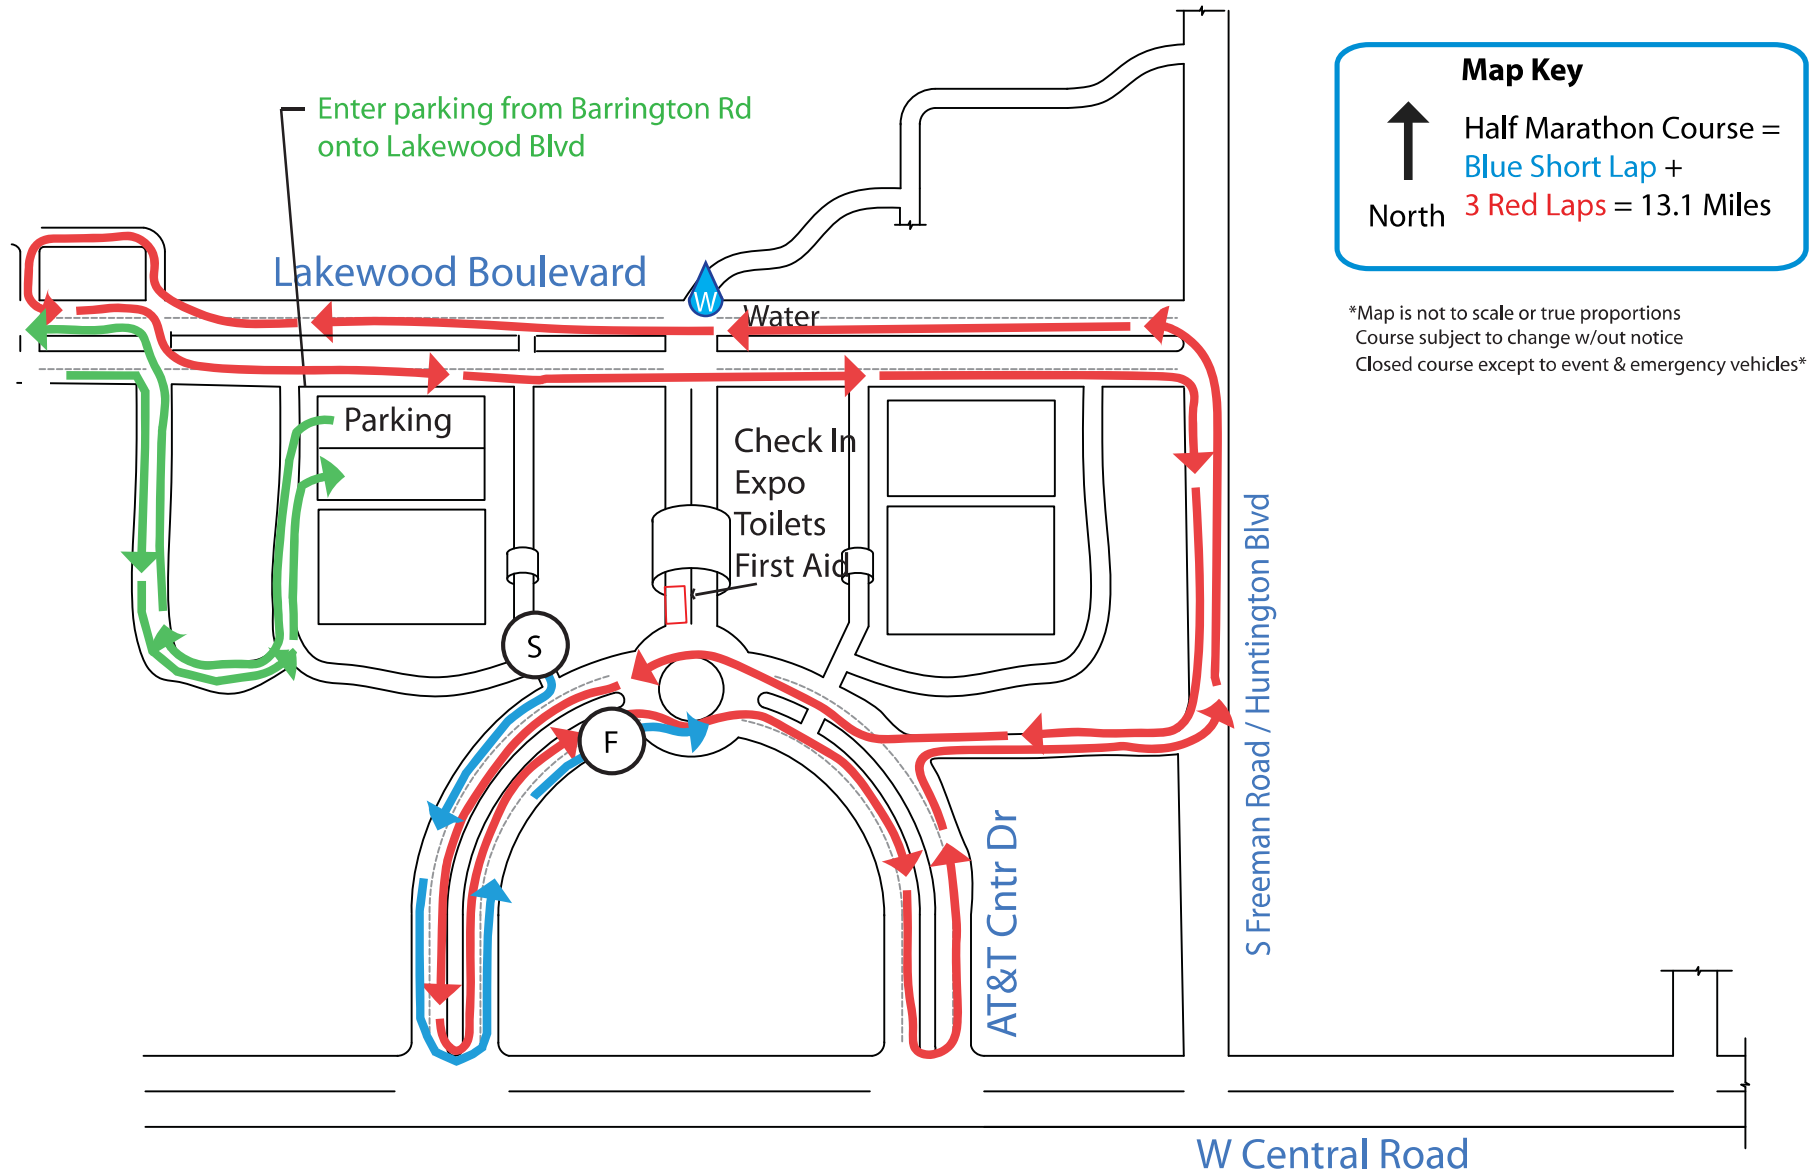 Map Key
Half Marathon Course =
Blue Short Lap +
3 Red Laps = 13.1 Miles
North
*Map is not to scale or true proportions
Course subject to change w/out notice
Closed course except to event & emergency vehicles*
Enter parking from Barrington Rd
onto Lakewood Blvd
Lakewood Boulevard
W
Water
Parking
Check In
Expo
Toilets
First Aid
S
F
AT&T Cntr Dr
S Freeman Road / Huntington Blvd
W Central Road